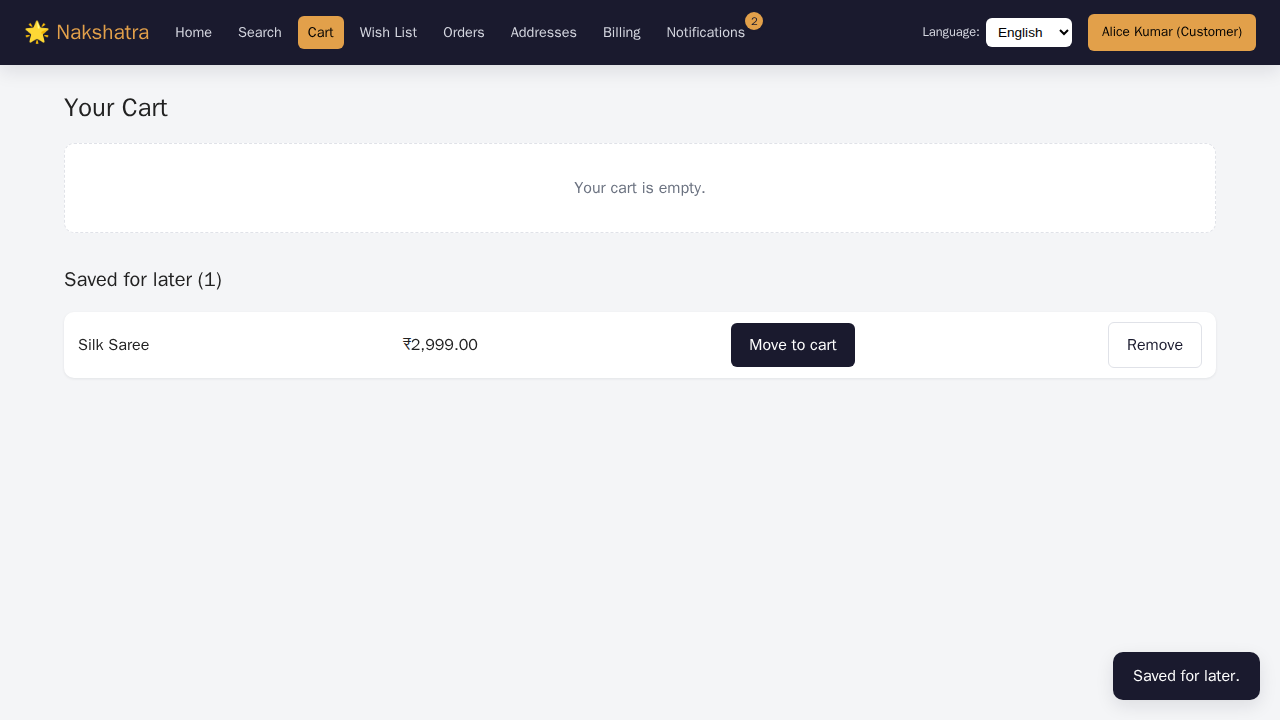 🌟 Nakshatra Home Search Cart Wish List Orders Addresses Billing Notifications 2 Language: English Alice Kumar (Customer)
Your Cart
Your cart is empty.
Saved for later (1)
Silk Saree ₹2,999.00 Move to cart Remove
Saved for later.